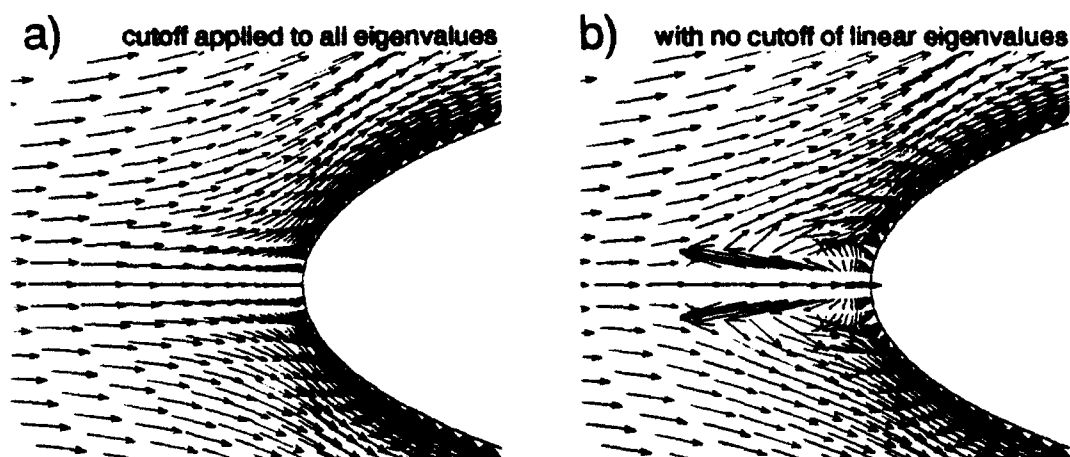 a) cutoff applied to all eigenvalues
b) with no cutoff of linear eigenvalues